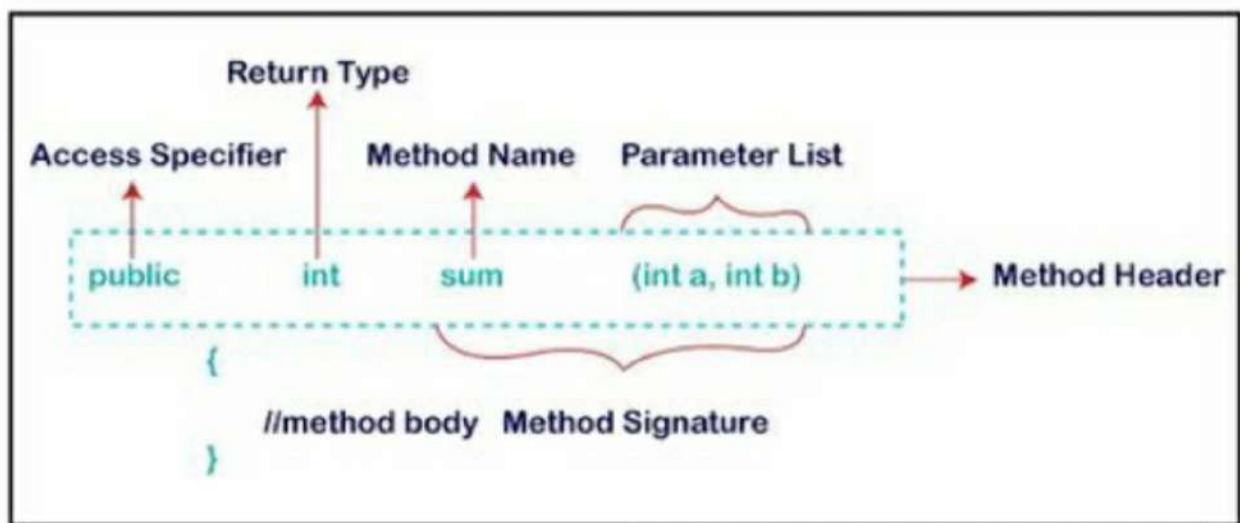 Return Type
Access Specifier Method Name Parameter List
public int sum (int a, int b) Method Header
{
//method body Method Signature
}